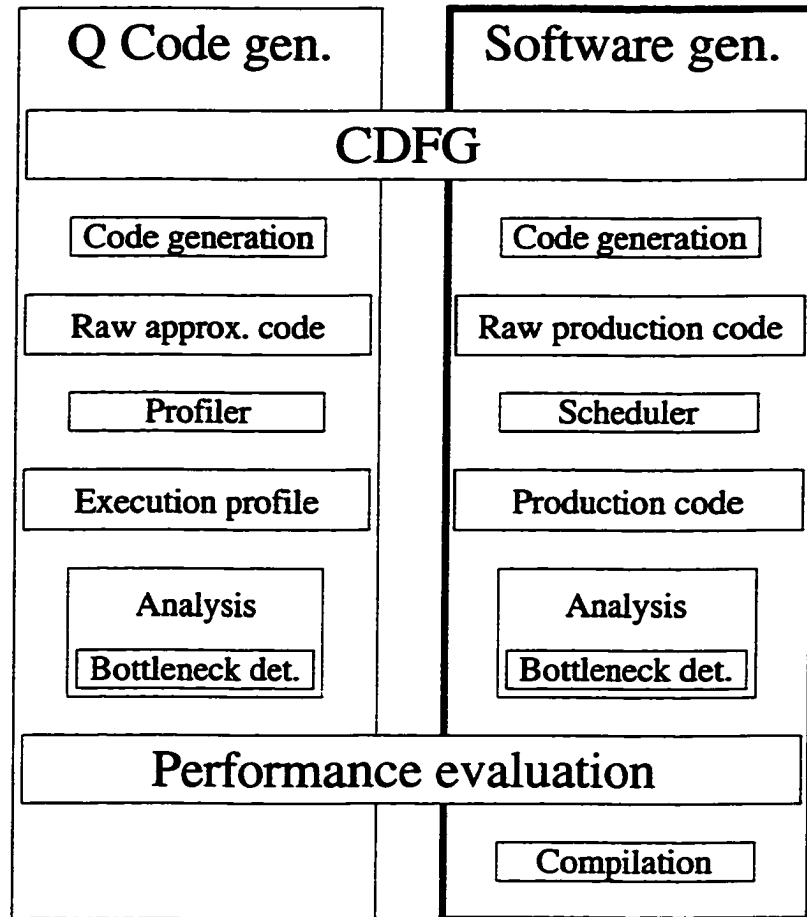 Q Code gen.
Software gen.
CDFG
Code generation
Code generation
Raw approx. code
Raw production code
Profiler
Scheduler
Execution profile
Production code
Analysis
Analysis
Bottleneck det.
Bottleneck det.
Performance evaluation
Compilation